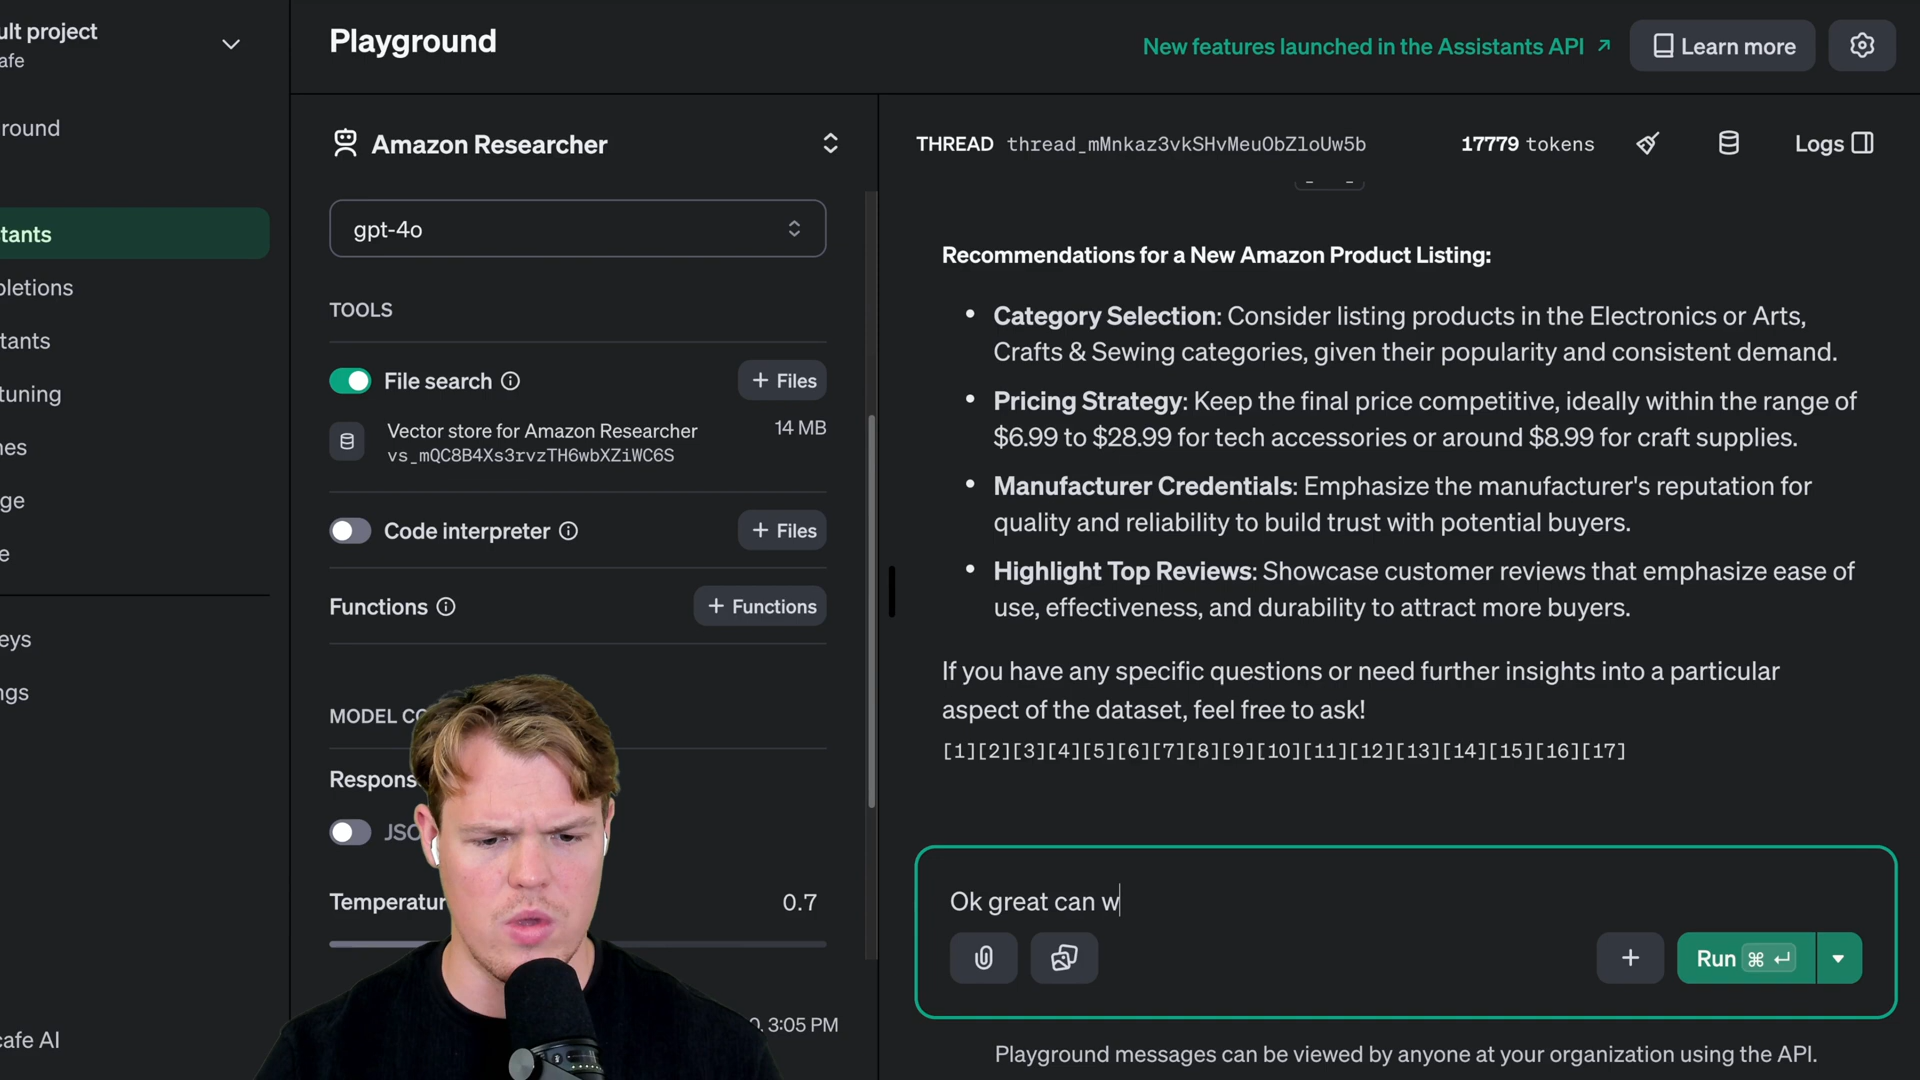 ult project
afe
round
tants
pletions
tants
tuning
nes
ge
e
eys
ngs
cafe AI
Playground
New features launched in the Assistants API ↗
Learn more
Amazon Researcher
gpt-4o
TOOLS
File search
+ Files
Vector store for Amazon Researcher
14 MB
vs_mQC8B4Xs3rvzTH6wbXZiWC6S
Code interpreter
+ Files
Functions
+ Functions
MODEL CO
Respons
JSO
Temperatur
0.7
0, 3:05 PM
THREAD thread_mMnkaz3vkSHvMeuObZloUw5b
17779 tokens
Logs
Recommendations for a New Amazon Product Listing:
• Category Selection: Consider listing products in the Electronics or Arts,
Crafts & Sewing categories, given their popularity and consistent demand.
• Pricing Strategy: Keep the final price competitive, ideally within the range of
$6.99 to $28.99 for tech accessories or around $8.99 for craft supplies.
• Manufacturer Credentials: Emphasize the manufacturer's reputation for
quality and reliability to build trust with potential buyers.
• Highlight Top Reviews: Showcase customer reviews that emphasize ease of
use, effectiveness, and durability to attract more buyers.
If you have any specific questions or need further insights into a particular
aspect of the dataset, feel free to ask!
[1][2][3][4][5][6][7][8][9][10][11][12][13][14][15][16][17]
Ok great can w
+
Run ⌘ ↵
Playground messages can be viewed by anyone at your organization using the API.